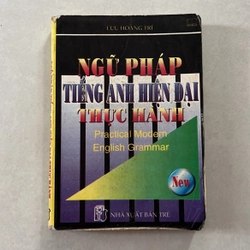 LƯU HOẰNG TRÍ
NGỮ PHÁP
TIẾNG ANH HIỆN ĐẠI
THỰC HÀNH
Practical Modern
English Grammar
New
NHÀ XUẤT BẢN TRẺ